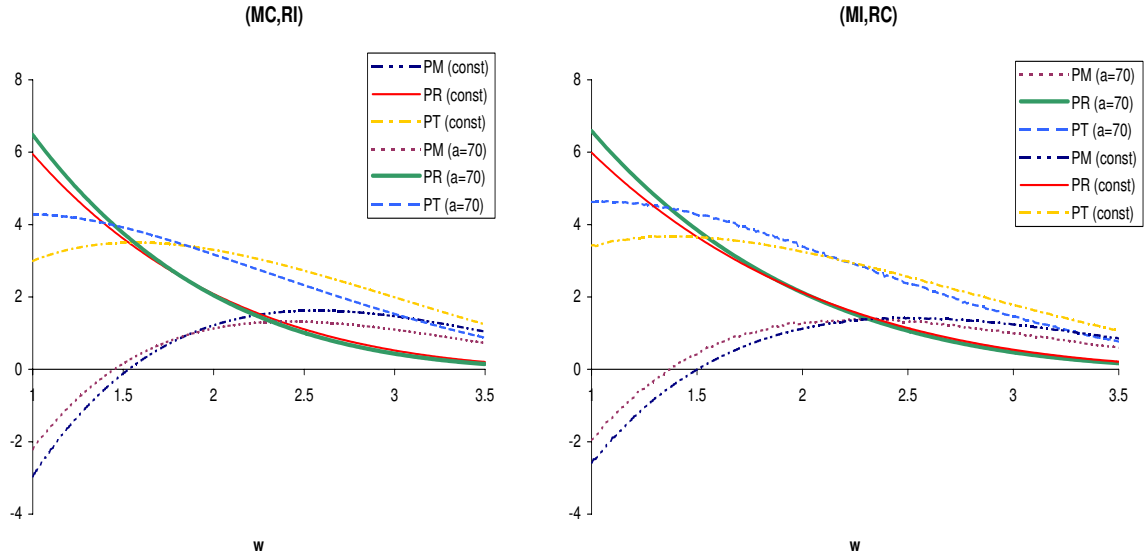 (MC,RI)
8
6
4
2
0
-2
-4
1
1.5
2
2.5
3
3.5
w
PM (const)
PR (const)
PT (const)
PM (a=70)
PR (a=70)
PT (a=70)
(MI,RC)
8
6
4
2
0
-2
-4
1
1.5
2
2.5
3
3.5
w
PM (a=70)
PR (a=70)
PT (a=70)
PM (const)
PR (const)
PT (const)